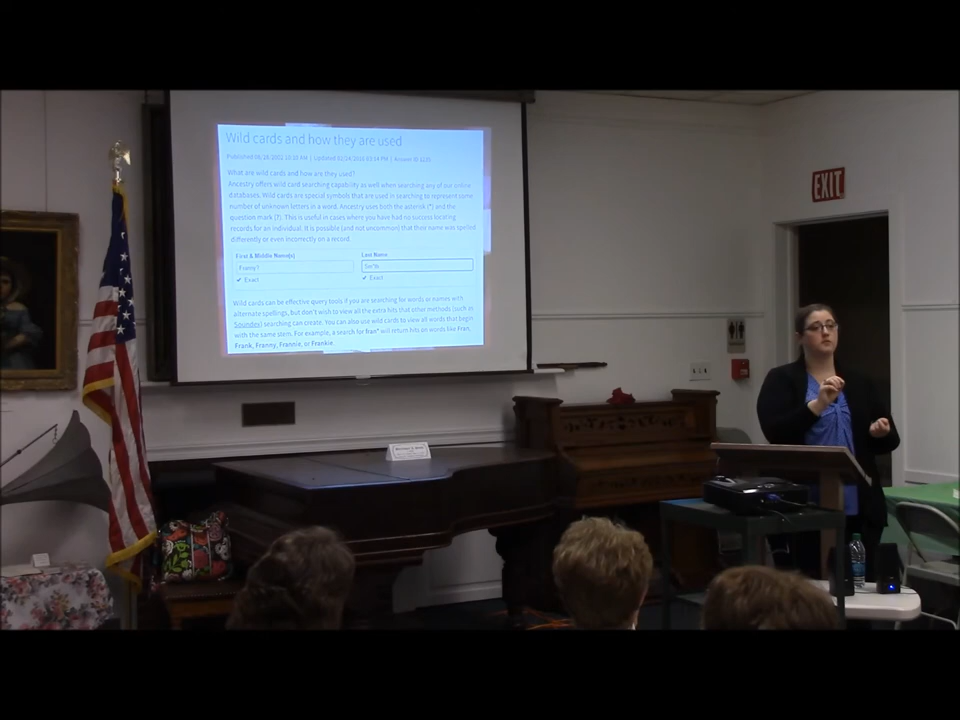 Wild cards and how they are used
What are wild cards and how are they used?
Ancestry offers wild card searching capability as well when searching any of our online
databases. Wild cards are special symbols that are used in searching to represent some
number of unknown letters in a word. Ancestry uses both the asterisk (*) and the
question mark (?). This is useful in cases where you have had no success locating
records for an individual. It is possible (and not uncommon) that their name was spelled
differently or even incorrectly on a record.
First & Middle Name(s) Last Name
Franny? Sm*th
✔ Exact ✔ Exact
Wild cards can be effective query tools if you are searching for words or names with
alternate spellings, but don't wish to view all the extra hits that other methods (such as
Soundex) searching can create. You can also use wild cards to view all words that begin
with the same stem. For example, a search for fran* will return hits on words like Fran,
Frank, Franny, Frannie, or Frankie.
EXIT